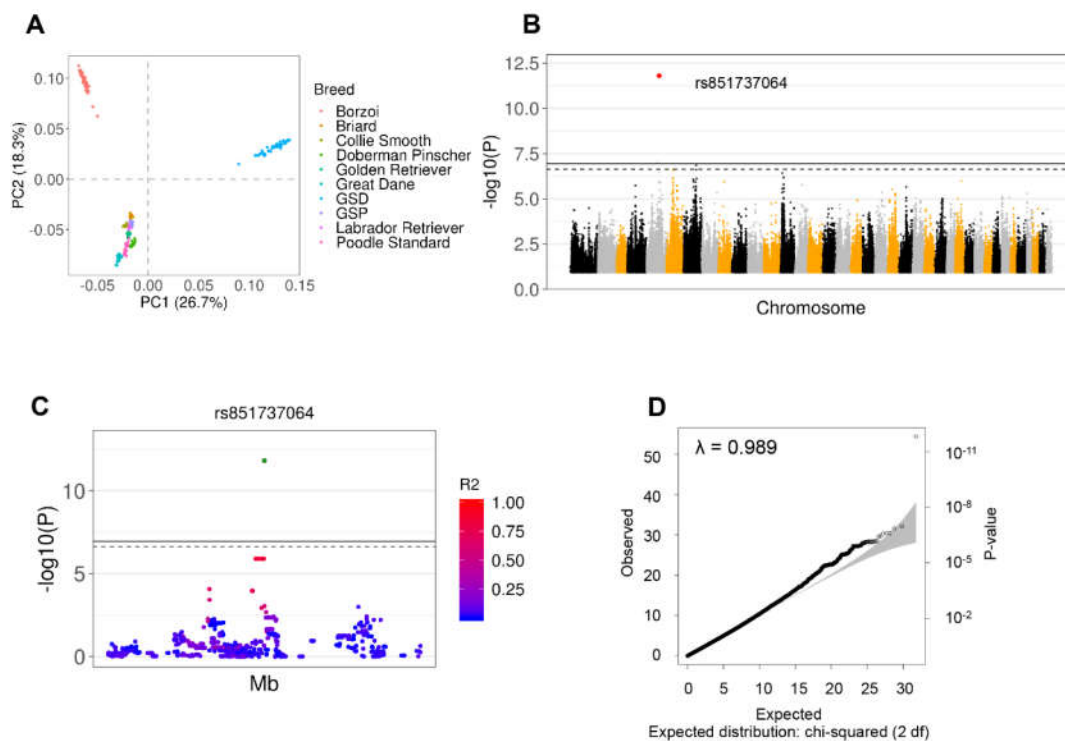 A
0.10
0.05
0.00
-0.05
PC2 (18.3%)
-0.05
0.00
0.05
0.10
0.15
PC1 (26.7%)
Breed
Borzoi
Briard
Collie Smooth
Doberman Pinscher
Golden Retriever
Great Dane
GSD
GSP
Labrador Retriever
Poodle Standard
B
12.5
10.0
7.5
5.0
2.5
0.0
-log10(P)
rs851737064
Chromosome
C
rs851737064
10
5
0
-log10(P)
Mb
R2
1.00
0.75
0.50
0.25
D
λ = 0.989
50
40
30
20
10
0
Observed
10⁻¹¹
10⁻⁸
10⁻⁵
10⁻²
P-value
0 5 10 15 20 25 30
Expected
Expected distribution: chi-squared (2 df)